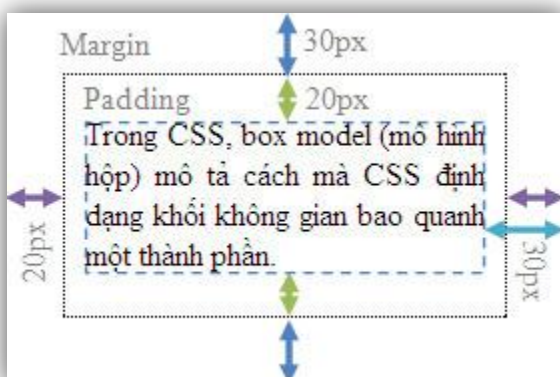 Margin
30px
Padding
20px
Trong CSS, box model (mô hình
hộp) mô tả cách mà CSS định
dạng khối không gian bao quanh
một thành phần.
20px
30px